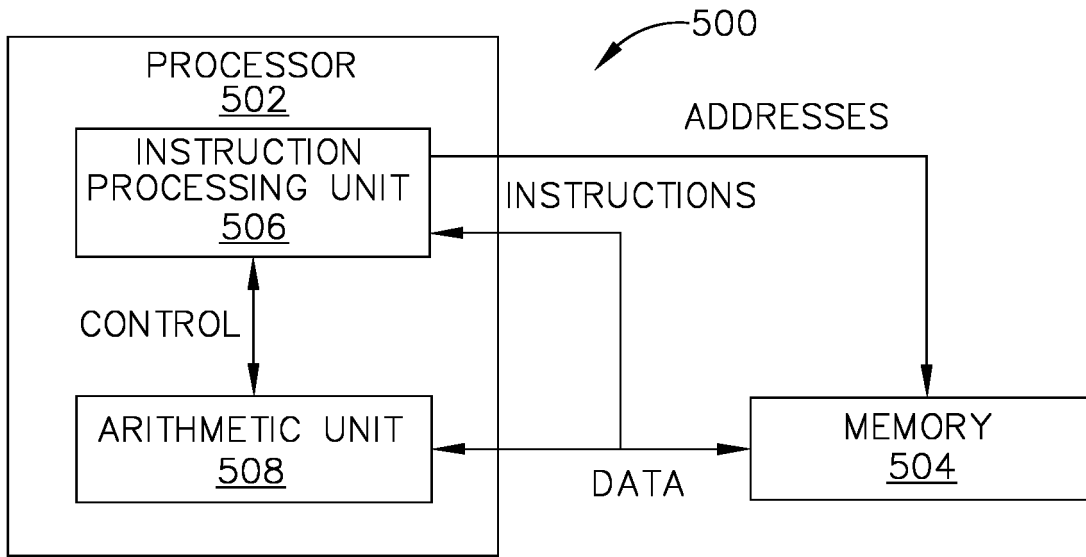 500
PROCESSOR
502
ADDRESSES
INSTRUCTION
PROCESSING UNIT
506
INSTRUCTIONS
CONTROL
ARITHMETIC UNIT
508
DATA
MEMORY
504